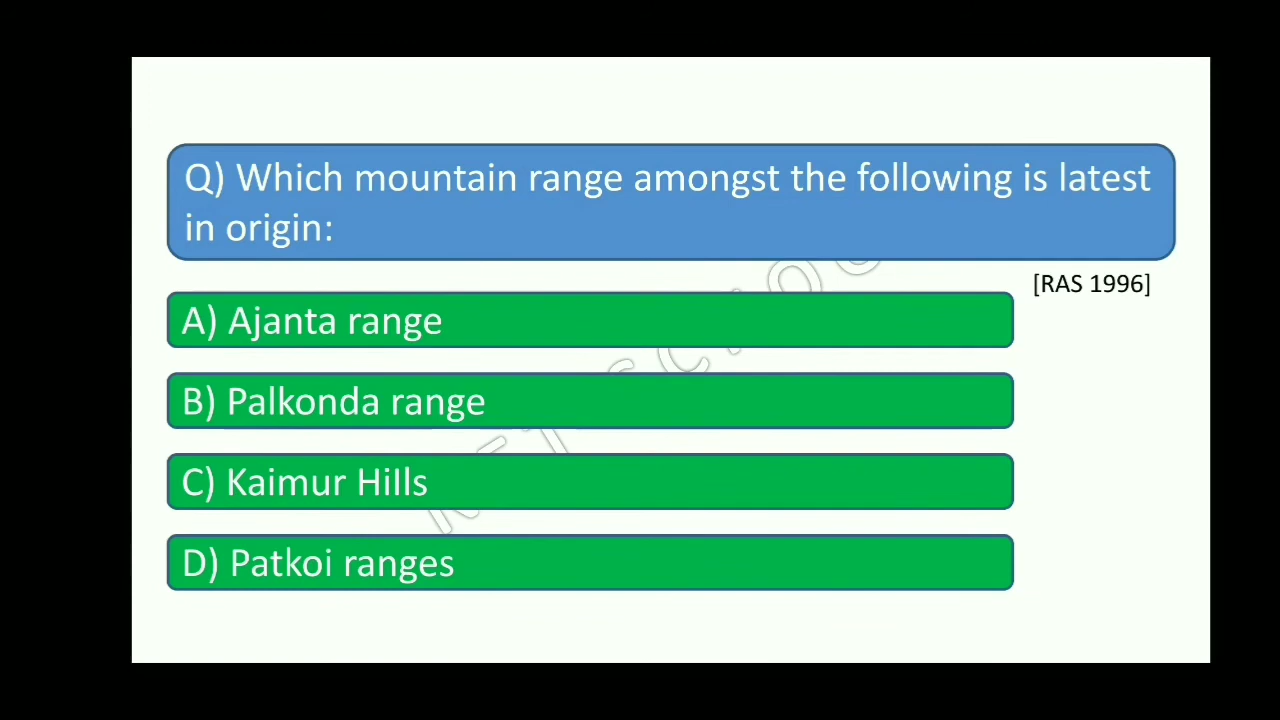 Q) Which mountain range amongst the following is latest
in origin:
[RAS 1996]
A) Ajanta range
B) Palkonda range
C) Kaimur Hills
D) Patkoi ranges